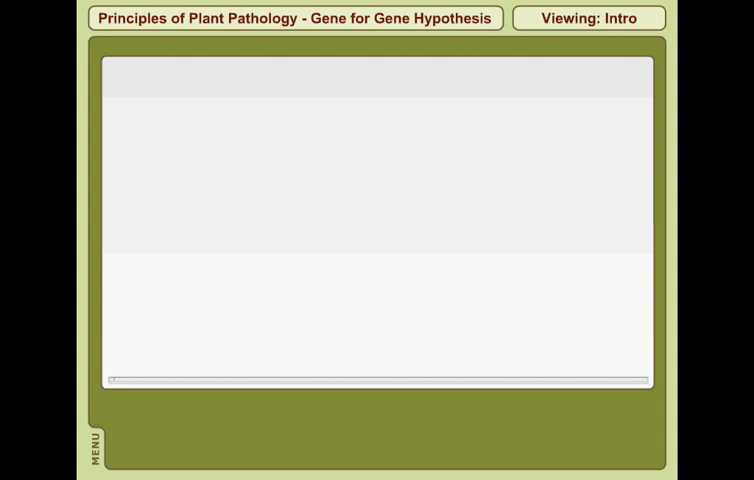 Principles of Plant Pathology - Gene for Gene Hypothesis
Viewing: Intro
MENU